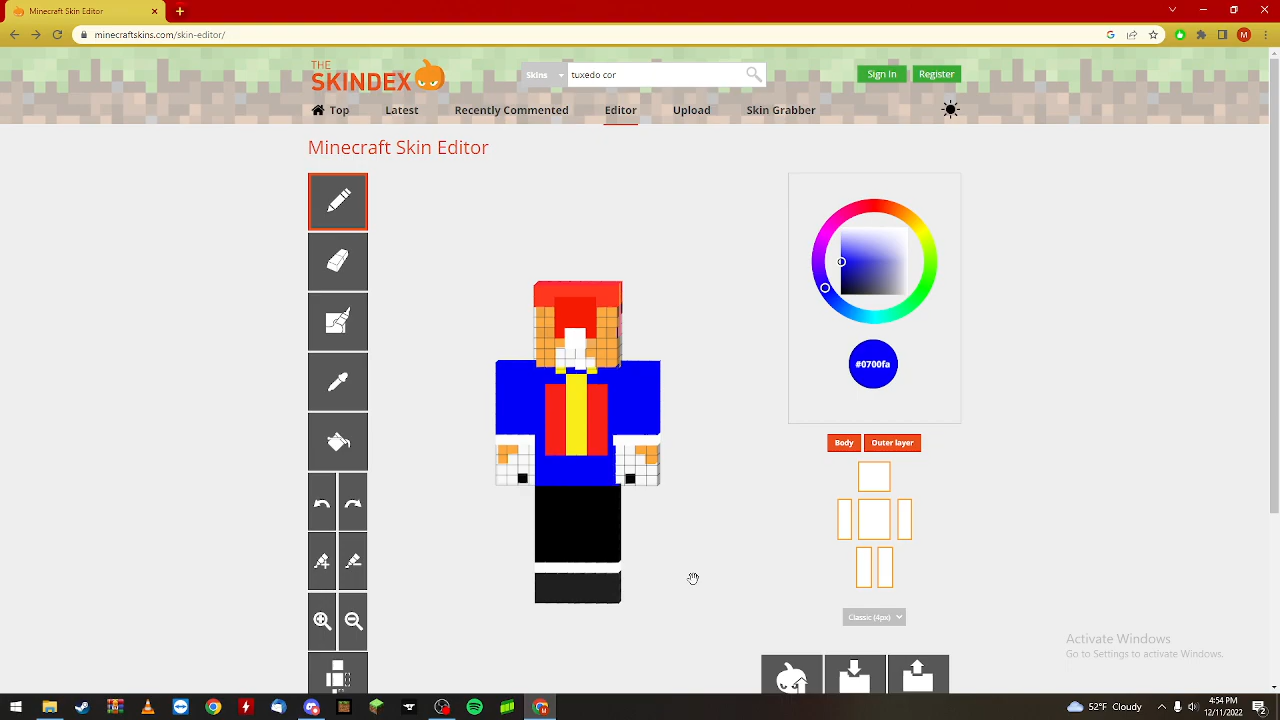 Minecraft Skin Editor
minecraftskins.com/skin-editor/
M
THE
SKINDEX
Skins
tuxedo cor
Sign In
Register
Top
Latest
Recently Commented
Editor
Upload
Skin Grabber
Minecraft Skin Editor
#0700fa
Body
Outer layer
Classic (4px)
Activate Windows
Go to Settings to activate Windows.
52°F Cloudy
4:54 PM
12/11/2022